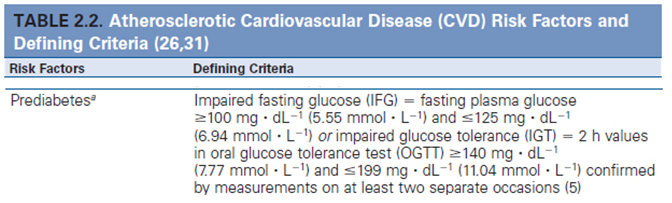 TABLE 2.2. Atherosclerotic Cardiovascular Disease (CVD) Risk Factors and
Defining Criteria (26,31)
Risk Factors Defining Criteria
Prediabetesᵃ Impaired fasting glucose (IFG) = fasting plasma glucose
≥100 mg · dL⁻¹ (5.55 mmol · L⁻¹) and ≤125 mg · dL⁻¹
(6.94 mmol · L⁻¹) or impaired glucose tolerance (IGT) = 2 h values
in oral glucose tolerance test (OGTT) ≥140 mg · dL⁻¹
(7.77 mmol · L⁻¹) and ≤199 mg · dL⁻¹ (11.04 mmol · L⁻¹) confirmed
by measurements on at least two separate occasions (5)